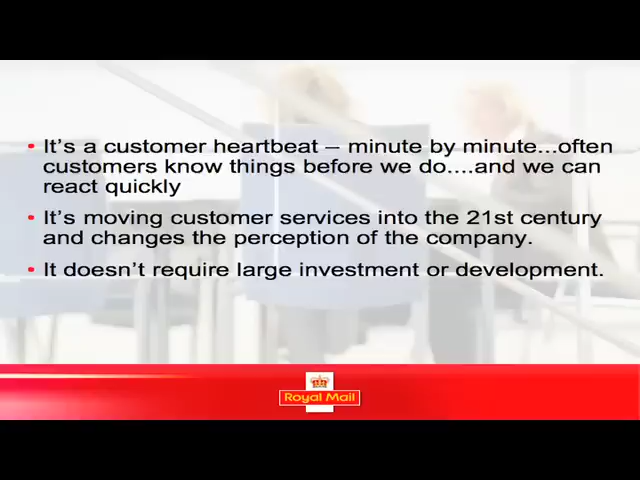 • It's a customer heartbeat – minute by minute...often
customers know things before we do....and we can
react quickly
• It's moving customer services into the 21st century
and changes the perception of the company.
• It doesn't require large investment or development.
Royal Mail